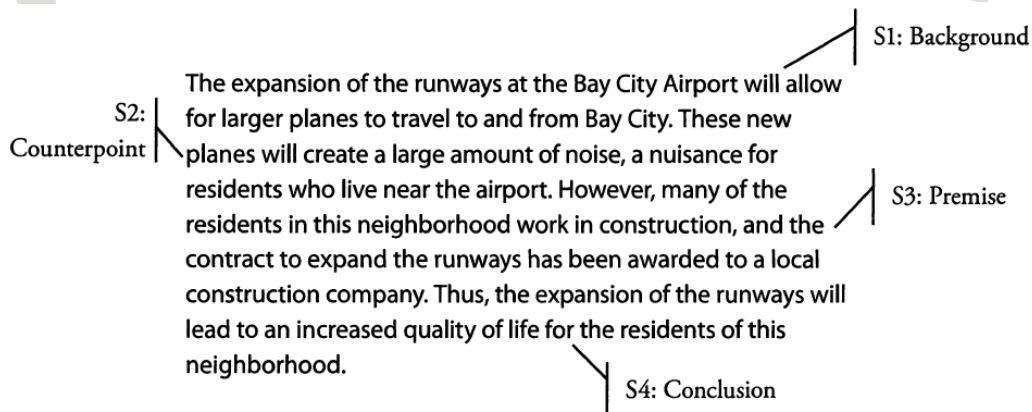 S1: Background
The expansion of the runways at the Bay City Airport will allow
for larger planes to travel to and from Bay City. These new
planes will create a large amount of noise, a nuisance for
residents who live near the airport. However, many of the
residents in this neighborhood work in construction, and the
contract to expand the runways has been awarded to a local
construction company. Thus, the expansion of the runways will
lead to an increased quality of life for the residents of this
neighborhood.
S2:
Counterpoint
S3: Premise
S4: Conclusion